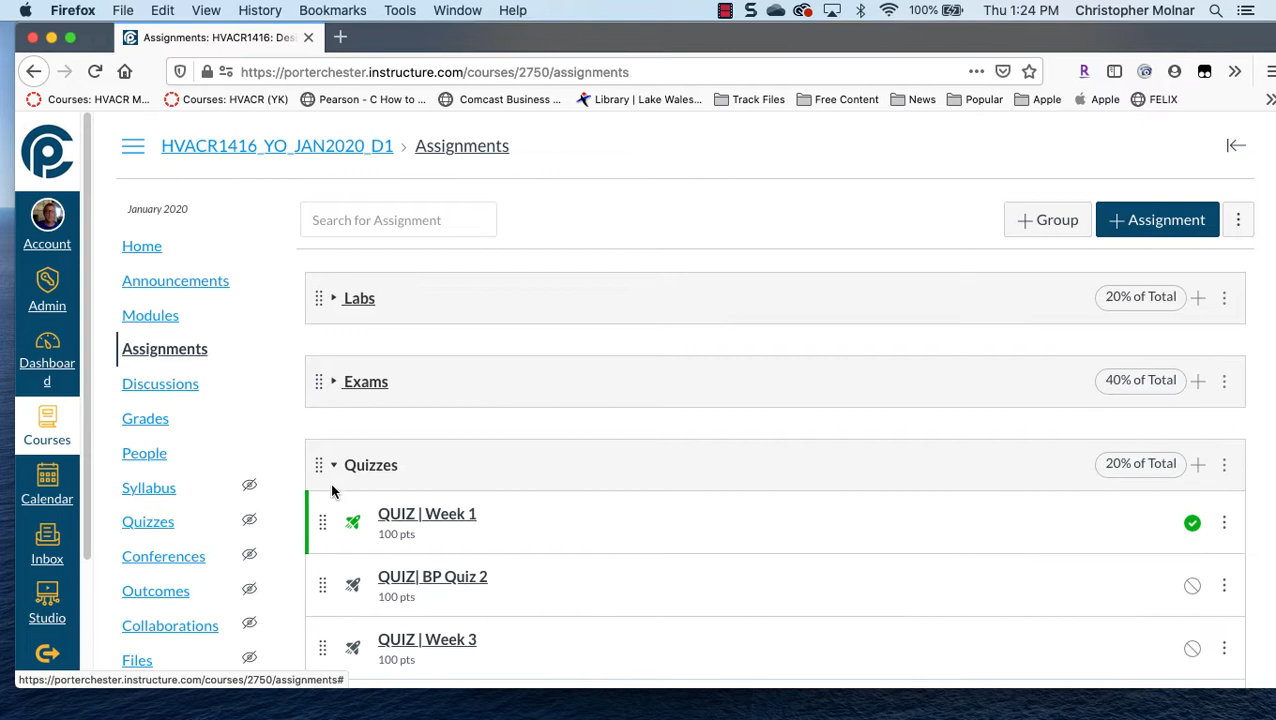 Firefox File Edit View History Bookmarks Tools Window Help 100% Thu 1:24 PM Christopher Molnar
Assignments: HVACR1416: Des
https://porterchester.instructure.com/courses/2750/assignments
Courses: HVACR M... Courses: HVACR (YK) Pearson - C How to ... Comcast Business ... Library | Lake Wales... Track Files Free Content News Popular Apple Apple FELIX
HVACR1416_YO_JAN2020_D1 › Assignments
January 2020
Search for Assignment
+ Group
+ Assignment
Account
Admin
Dashboar
d
Courses
Calendar
Inbox
Studio
Home
Announcements
Modules
Assignments
Discussions
Grades
People
Syllabus
Quizzes
Conferences
Outcomes
Collaborations
Files
Labs 20% of Total
Exams 40% of Total
Quizzes 20% of Total
QUIZ | Week 1
100 pts
QUIZ| BP Quiz 2
100 pts
QUIZ | Week 3
100 pts
https://porterchester.instructure.com/courses/2750/assignments#